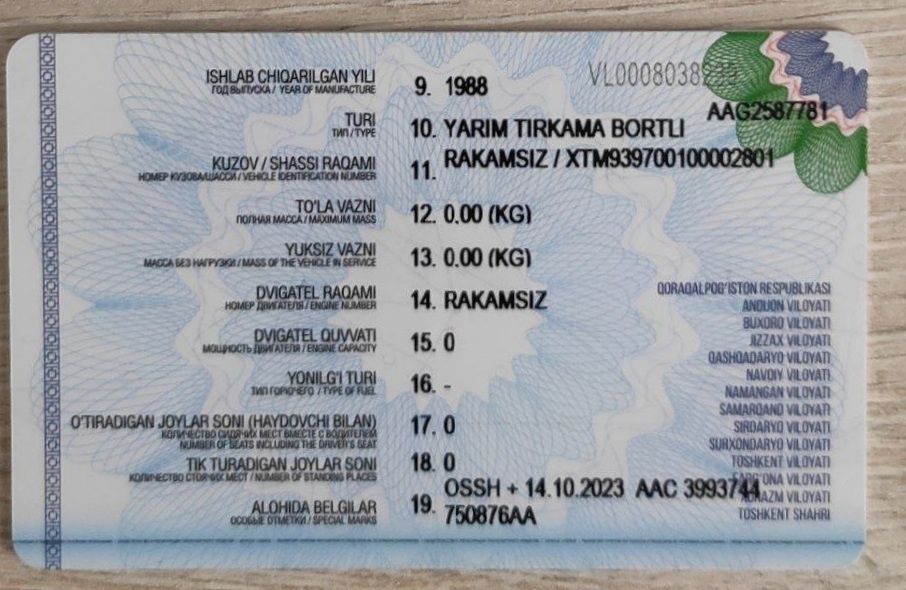 VL0008038
AAG2587781
ISHLAB CHIQARILGAN YILI 9. 1988
ГОД ВЫПУСКА / YEAR OF MANUFACTURE
TURI 10. YARIM TIRKAMA BORTLI
ТИП / TYPE
KUZOV / SHASSI RAQAMI 11. RAKAMSIZ / XTM939700100002801
НОМЕР КУЗОВА/ШАССИ / VEHICLE IDENTIFICATION NUMBER
TO'LA VAZNI 12. 0.00 (KG)
ПОЛНАЯ МАССА / MAXIMUM MASS
YUKSIZ VAZNI 13. 0.00 (KG)
МАССА БЕЗ НАГРУЗКИ / MASS OF THE VEHICLE IN SERVICE
DVIGATEL RAQAMI 14. RAKAMSIZ
НОМЕР ДВИГАТЕЛЯ / ENGINE NUMBER
DVIGATEL QUVVATI 15. 0
МОЩНОСТЬ ДВИГАТЕЛЯ / ENGINE CAPACITY
YONILG'I TURI 16. -
ТИП ГОРЮЧЕГО / TYPE OF FUEL
O'TIRADIGAN JOYLAR SONI (HAYDOVCHI BILAN) 17. 0
КОЛИЧЕСТВО СИДЯЧИХ МЕСТ ВМЕСТЕ С ВОДИТЕЛЕМ
NUMBER OF SEATS INCLUDING THE DRIVER'S SEAT
TIK TURADIGAN JOYLAR SONI 18. 0
КОЛИЧЕСТВО СТОЯЧИХ МЕСТ / NUMBER OF STANDING PLACES
ALOHIDA BELGILAR 19. OSSH + 14.10.2023 AAC 3993744
ОСОБЫЕ ОТМЕТКИ / SPECIAL MARKS 750876AA
QORAQALPOG'ISTON RESPUBLIKASI
ANDIJON VILOYATI
BUXORO VILOYATI
JIZZAX VILOYATI
QASHQADARYO VILOYATI
NAVOIY VILOYATI
NAMANGAN VILOYATI
SAMARQAND VILOYATI
SIRDARYO VILOYATI
SURXONDARYO VILOYATI
TOSHKENT VILOYATI
FARG'ONA VILOYATI
VILOYATI
TOSHKENT SHAHRI